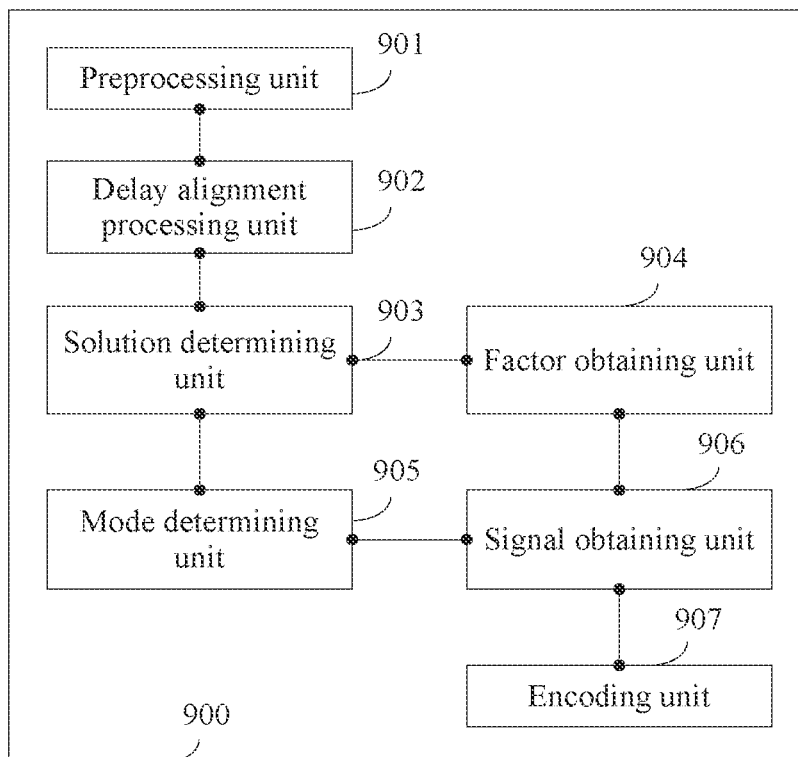 901
Preprocessing unit
Delay alignment
processing unit
902
904
Solution determining
unit
903
Factor obtaining unit
905
906
Mode determining
unit
Signal obtaining unit
907
Encoding unit
900